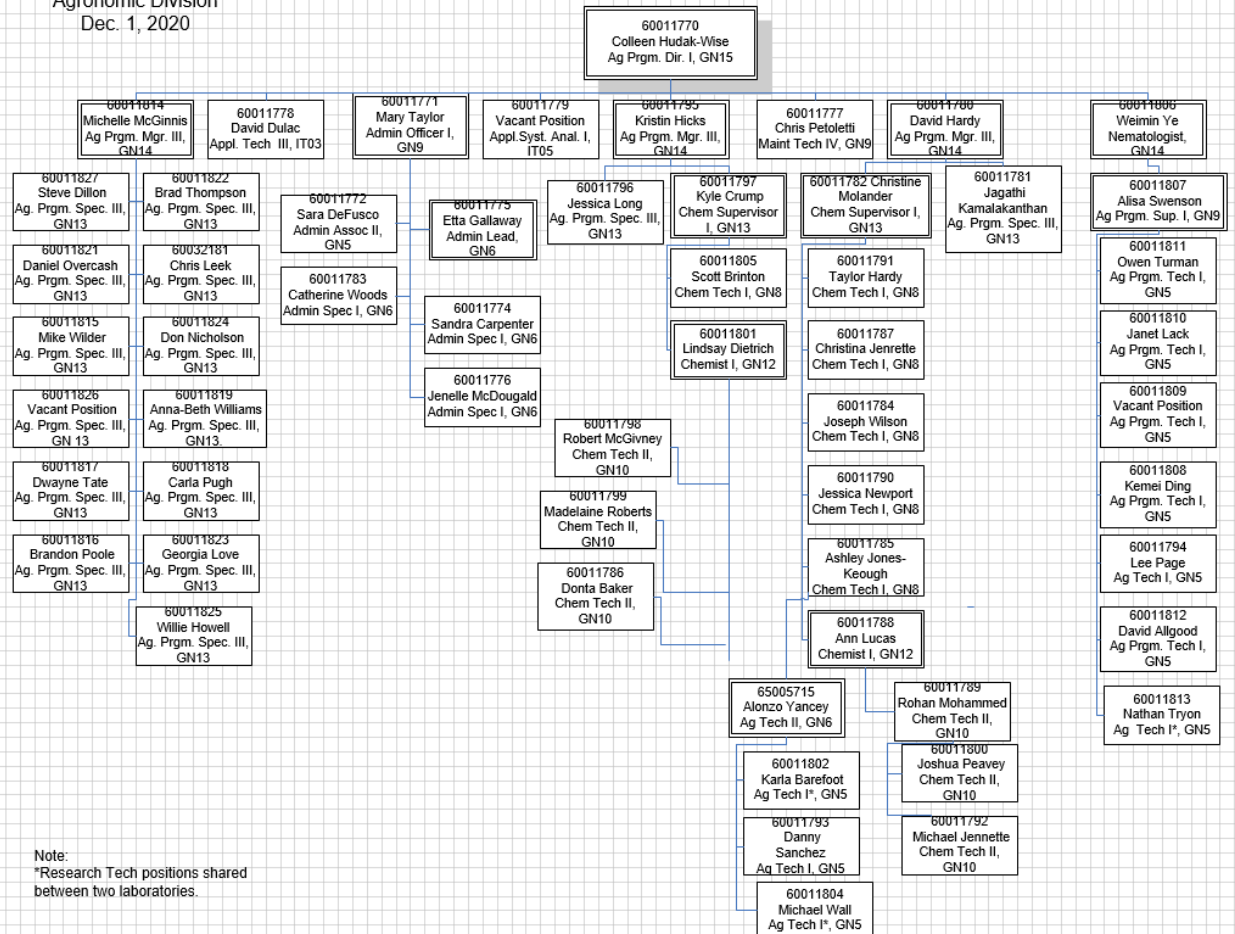 Agronomic Division
Dec. 1, 2020
60011770
Colleen Hudak-Wise
Ag Prgm. Dir. I, GN15
60011814
Michelle McGinnis
Ag Prgm. Mgr. III,
GN14
60011778
David Dulac
Appl. Tech III, IT03
60011771
Mary Taylor
Admin Officer I,
GN9
60011779
Vacant Position
Appl.Syst. Anal. I,
IT05
60011795
Kristin Hicks
Ag Prgm. Mgr. III,
GN14
60011777
Chris Petoletti
Maint Tech IV, GN9
60011780
David Hardy
Ag Prgm. Mgr. III,
GN14
60011806
Weimin Ye
Nematologist,
GN14
60011827
Steve Dillon
Ag. Prgm. Spec. III,
GN13
60011822
Brad Thompson
Ag. Prgm. Spec. III,
GN13
60011821
Daniel Overcash
Ag. Prgm. Spec. III,
GN13
60032181
Chris Leek
Ag. Prgm. Spec. III,
GN13
60011815
Mike Wilder
Ag. Prgm. Spec. III,
GN13
60011824
Don Nicholson
Ag. Prgm. Spec. III,
GN13
60011826
Vacant Position
Ag. Prgm. Spec. III,
GN 13
60011819
Anna-Beth Williams
Ag. Prgm. Spec. III,
GN13.
60011817
Dwayne Tate
Ag. Prgm. Spec. III,
GN13
60011818
Carla Pugh
Ag. Prgm. Spec. III,
GN13
60011816
Brandon Poole
Ag. Prgm. Spec. III,
GN13
60011823
Georgia Love
Ag. Prgm. Spec. III,
GN13
60011825
Willie Howell
Ag. Prgm. Spec. III,
GN13
60011772
Sara DeFusco
Admin Assoc II,
GN5
60011775
Etta Gallaway
Admin Lead,
GN6
60011783
Catherine Woods
Admin Spec I, GN6
60011774
Sandra Carpenter
Admin Spec I, GN6
60011776
Jenelle McDougald
Admin Spec I, GN6
60011796
Jessica Long
Ag. Prgm. Spec. III,
GN13
60011797
Kyle Crump
Chem Supervisor
I, GN13
60011805
Scott Brinton
Chem Tech I, GN8
60011801
Lindsay Dietrich
Chemist I, GN12
60011798
Robert McGivney
Chem Tech II,
GN10
60011799
Madelaine Roberts
Chem Tech II,
GN10
60011786
Donta Baker
Chem Tech II,
GN10
60011782 Christine
Molander
Chem Supervisor I,
GN13
60011781
Jagathi
Kamalakanthan
Ag. Prgm. Spec. III,
GN13
60011791
Taylor Hardy
Chem Tech I, GN8
60011787
Christina Jenrette
Chem Tech I, GN8
60011784
Joseph Wilson
Chem Tech I, GN8
60011790
Jessica Newport
Chem Tech I, GN8
60011785
Ashley Jones-
Keough
Chem Tech I, GN8
60011788
Ann Lucas
Chemist I, GN12
65005715
Alonzo Yancey
Ag Tech II, GN6
60011802
Karla Barefoot
Ag Tech I*, GN5
60011793
Danny
Sanchez
Ag Tech I, GN5
60011804
Michael Wall
Ag Tech I*, GN5
60011789
Rohan Mohammed
Chem Tech II,
GN10
60011800
Joshua Peavey
Chem Tech II,
GN10
60011792
Michael Jennette
Chem Tech II,
GN10
60011807
Alisa Swenson
Ag Prgm. Sup. I, GN9
60011811
Owen Turman
Ag Prgm. Tech I,
GN5
60011810
Janet Lack
Ag Prgm. Tech I,
GN5
60011809
Vacant Position
Ag Prgm. Tech I,
GN5
60011808
Kemei Ding
Ag Prgm. Tech I,
GN5
60011794
Lee Page
Ag Tech I, GN5
60011812
David Allgood
Ag Prgm. Tech I,
GN5
60011813
Nathan Tryon
Ag Tech I*, GN5
Note:
*Research Tech positions shared
between two laboratories.